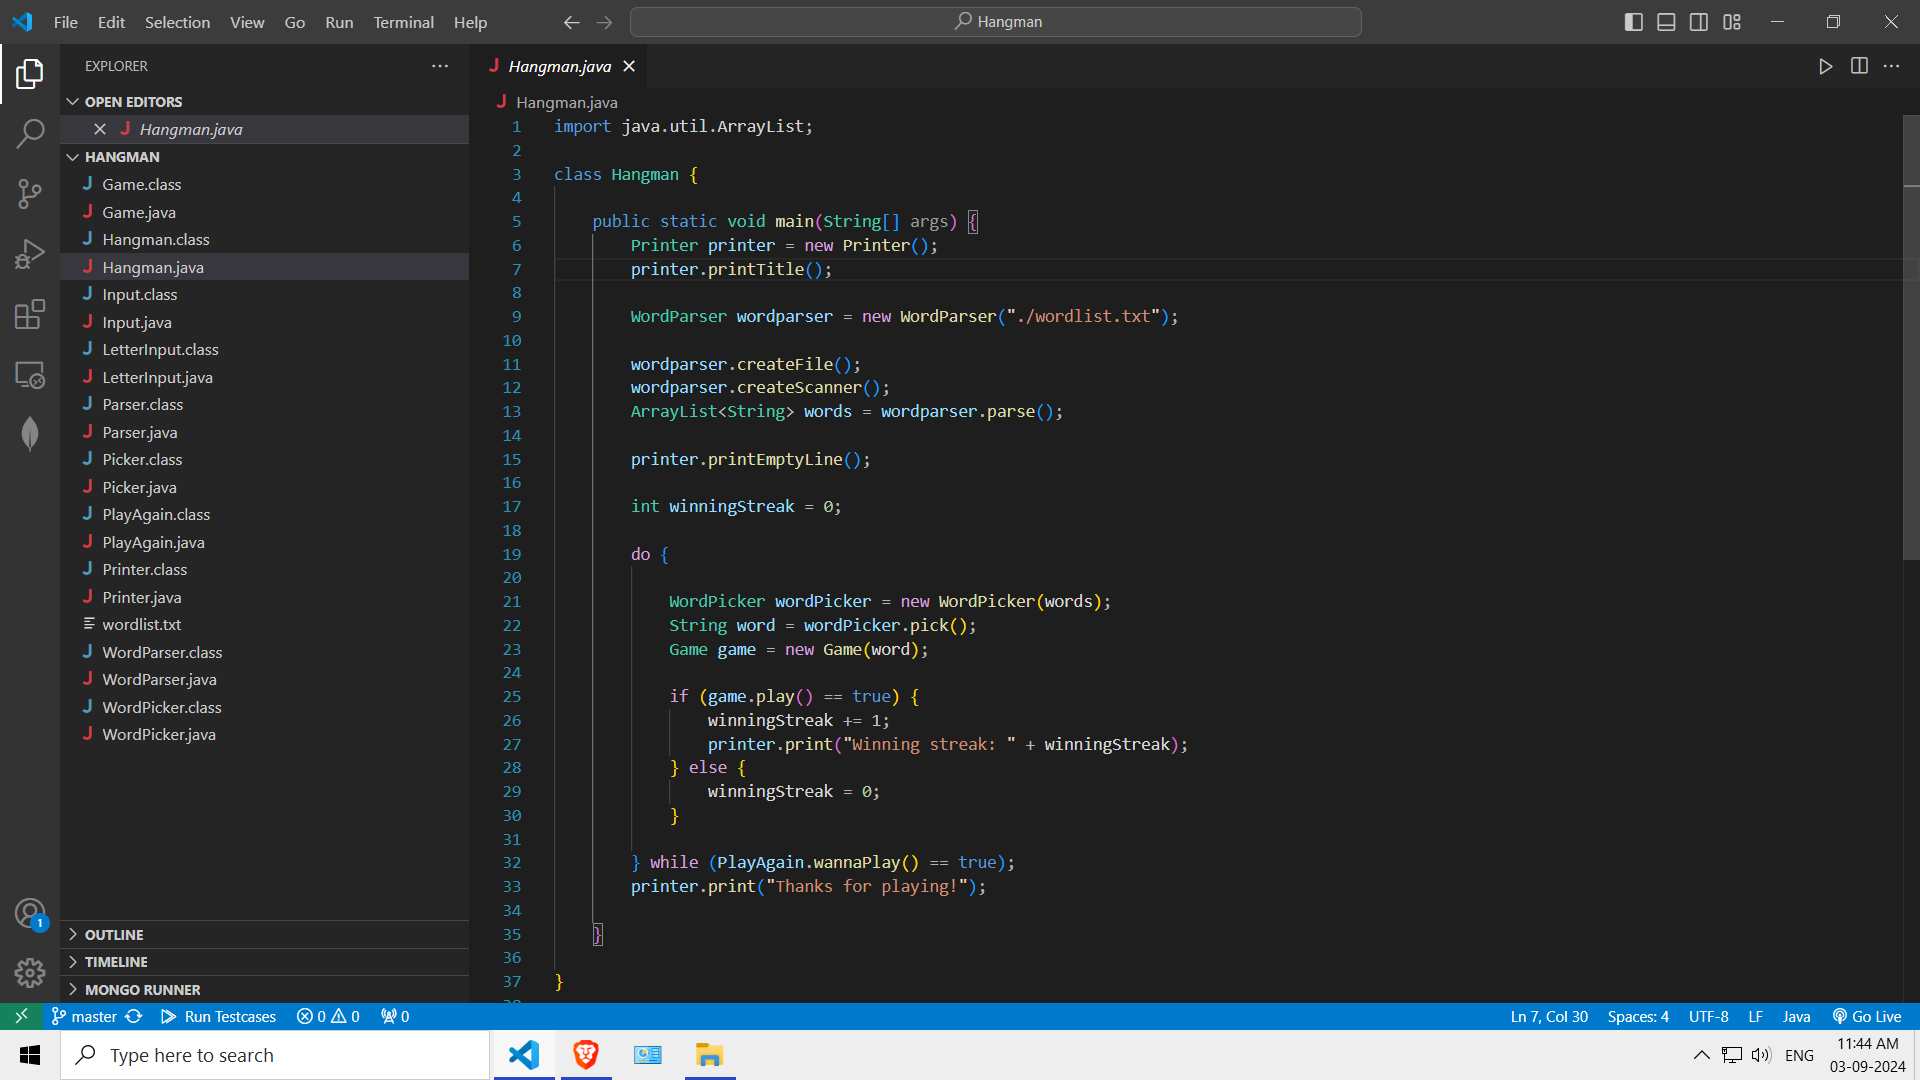 File Edit Selection View Go Run Terminal Help
Hangman
EXPLORER
OPEN EDITORS
Hangman.java
HANGMAN
Game.class
Game.java
Hangman.class
Hangman.java
Input.class
Input.java
LetterInput.class
LetterInput.java
Parser.class
Parser.java
Picker.class
Picker.java
PlayAgain.class
PlayAgain.java
Printer.class
Printer.java
wordlist.txt
WordParser.class
WordParser.java
WordPicker.class
WordPicker.java
OUTLINE
TIMELINE
MONGO RUNNER
Hangman.java
Hangman.java
1 import java.util.ArrayList;
2
3 class Hangman {
4
5 public static void main(String[] args) {
6 Printer printer = new Printer();
7 printer.printTitle();
8
9 WordParser wordparser = new WordParser("./wordlist.txt");
10
11 wordparser.createFile();
12 wordparser.createScanner();
13 ArrayList<String> words = wordparser.parse();
14
15 printer.printEmptyLine();
16
17 int winningStreak = 0;
18
19 do {
20
21 WordPicker wordPicker = new WordPicker(words);
22 String word = wordPicker.pick();
23 Game game = new Game(word);
24
25 if (game.play() == true) {
26 winningStreak += 1;
27 printer.print("Winning streak: " + winningStreak);
28 } else {
29 winningStreak = 0;
30 }
31
32 } while (PlayAgain.wannaPlay() == true);
33 printer.print("Thanks for playing!");
34
35 }
36
37 }
38
1
master Run Testcases 0 0 0 Ln 7, Col 30 Spaces: 4 UTF-8 LF Java Go Live
Type here to search
ENG
11:44 AM
03-09-2024